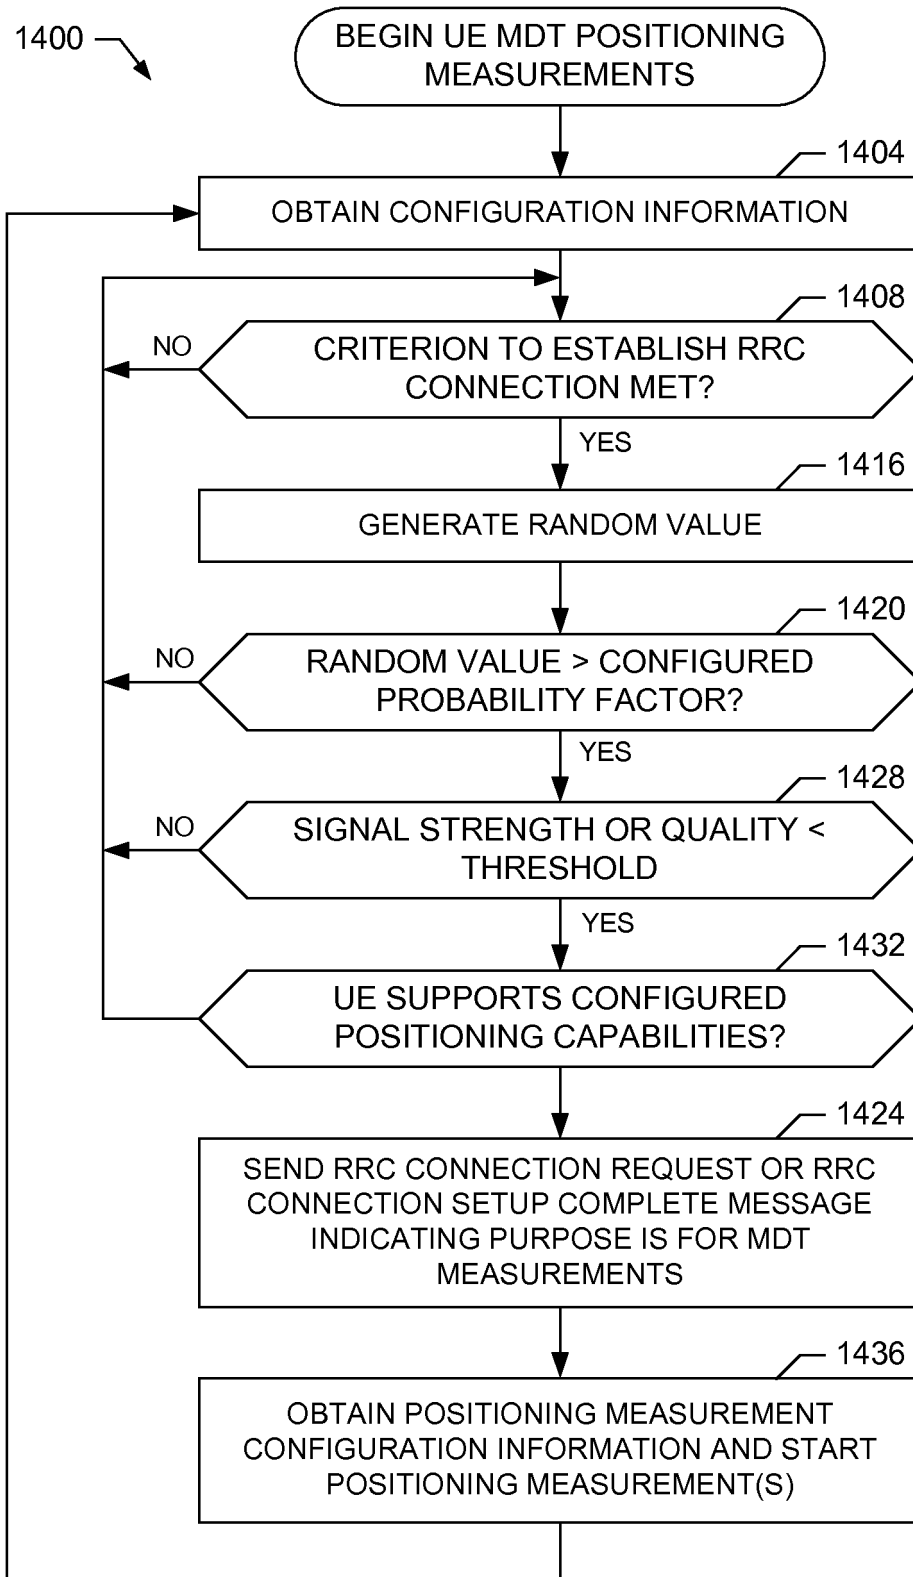 1400
BEGIN UE MDT POSITIONING
MEASUREMENTS
1404
OBTAIN CONFIGURATION INFORMATION
1408
CRITERION TO ESTABLISH RRC
CONNECTION MET?
NO
YES
1416
GENERATE RANDOM VALUE
1420
RANDOM VALUE > CONFIGURED
PROBABILITY FACTOR?
NO
YES
1428
SIGNAL STRENGTH OR QUALITY <
THRESHOLD
NO
YES
1432
UE SUPPORTS CONFIGURED
POSITIONING CAPABILITIES?
1424
SEND RRC CONNECTION REQUEST OR RRC
CONNECTION SETUP COMPLETE MESSAGE
INDICATING PURPOSE IS FOR MDT
MEASUREMENTS
1436
OBTAIN POSITIONING MEASUREMENT
CONFIGURATION INFORMATION AND START
POSITIONING MEASUREMENT(S)